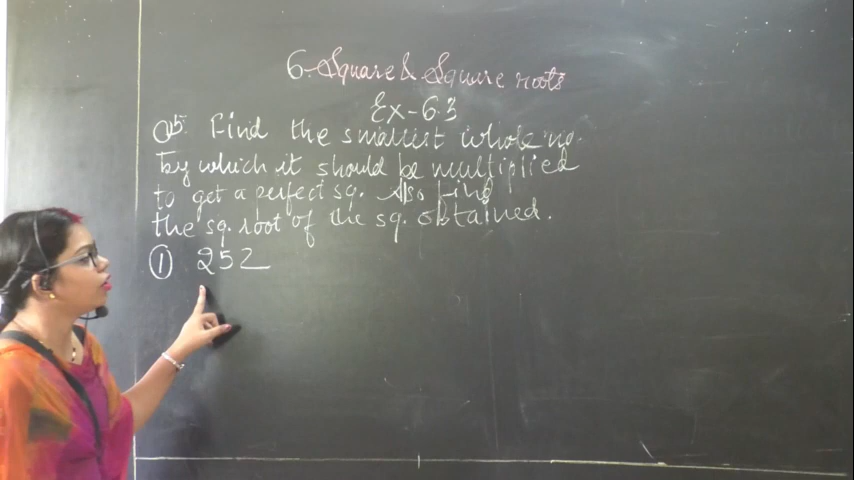 6. Square & Square roots
Ex-6.3
Q5. Find the smallest whole no.
by which it should be multiplied
to get a perfect sq. Also find
the sq. root of the sq. obtained.
① 252